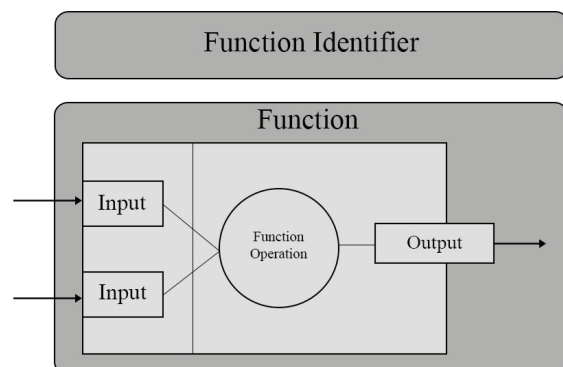 Function Identifier
Function
Input
Function
Operation
Output
Input